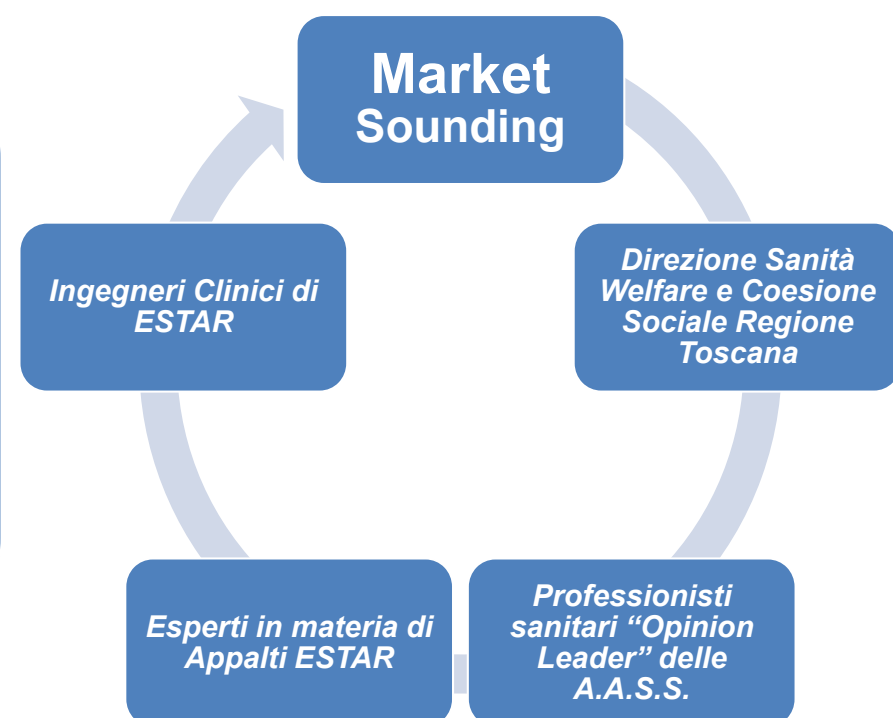 Market
Sounding
Direzione Sanità
Welfare e Coesione
Sociale Regione
Toscana
Professionisti
sanitari “Opinion
Leader” delle
A.A.S.S.
Esperti in materia di
Appalti ESTAR
Ingegneri Clinici di
ESTAR